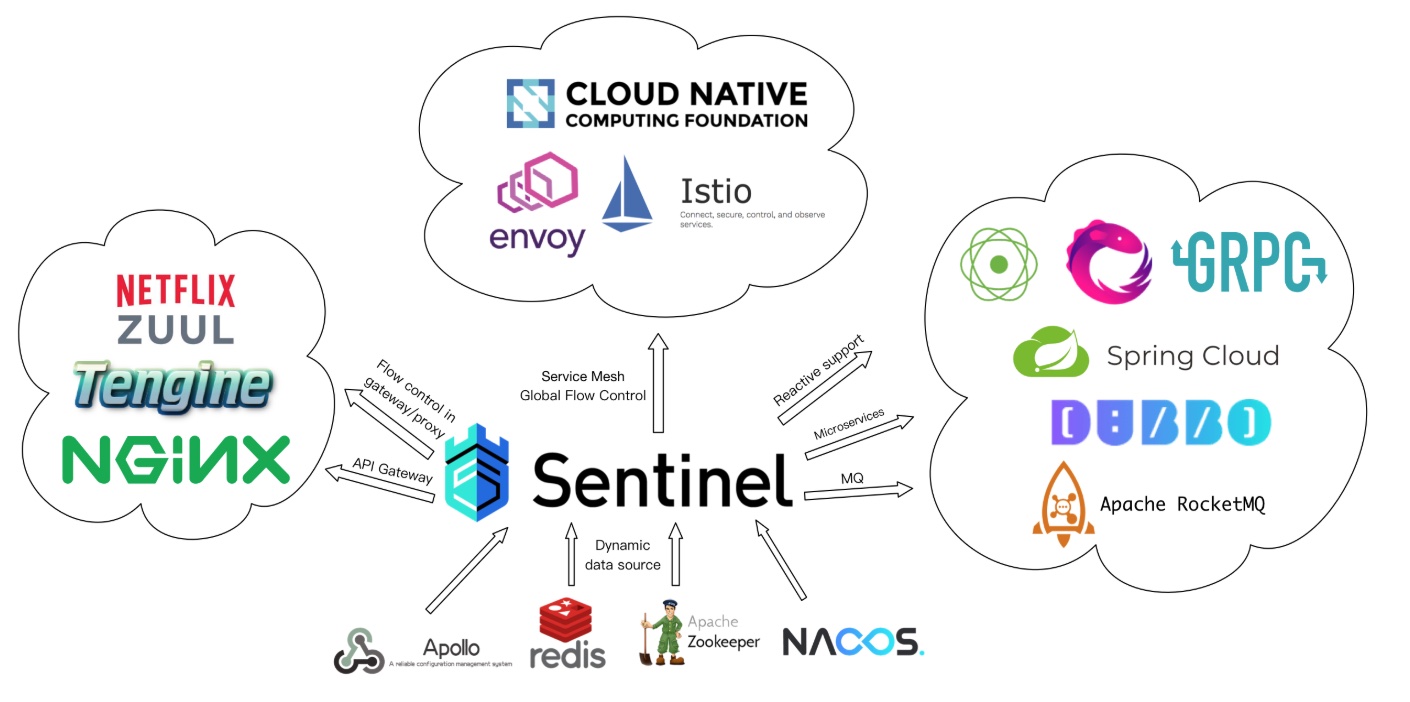 CLOUD NATIVE
COMPUTING FOUNDATION
envoy
Istio
Connect, secure, control, and observe
services.
NETFLIX
ZUUL
Tengine
NGiNX
Flow control in
gateway/proxy
API Gateway
Service Mesh
Global Flow Control
Sentinel
Reactive support
Microservices
MQ
GRPC
Spring Cloud
DUBBO
Apache RocketMQ
Dynamic
data source
Apollo
A reliable configuration management system
redis
Apache
Zookeeper
NACOS.